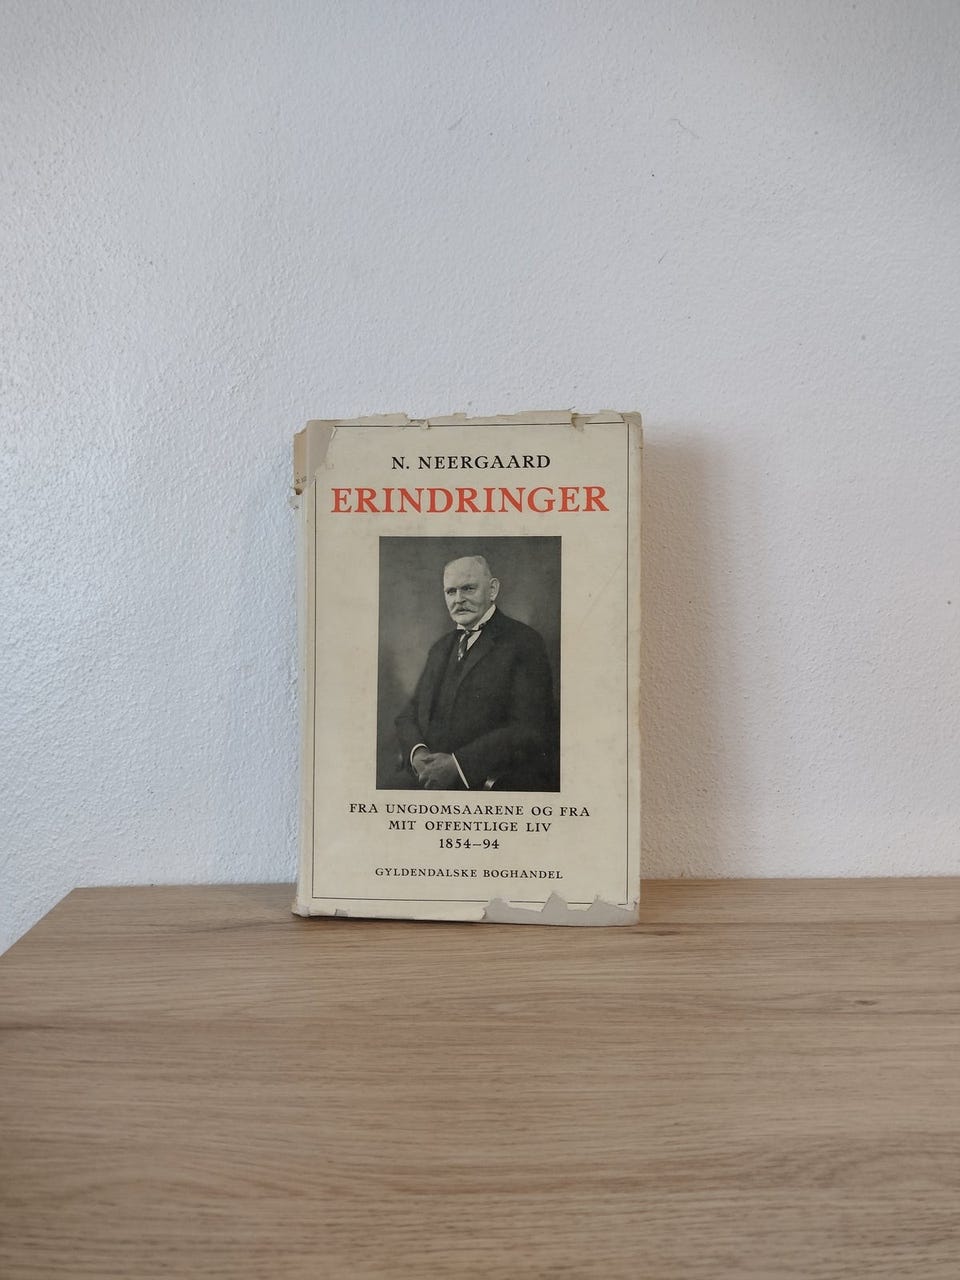 N. NEERGAARD
ERINDRINGER
FRA UNGDOMSAARENE OG FRA
MIT OFFENTLIGE LIV
1854–94
GYLDENDALSKE BOGHANDEL